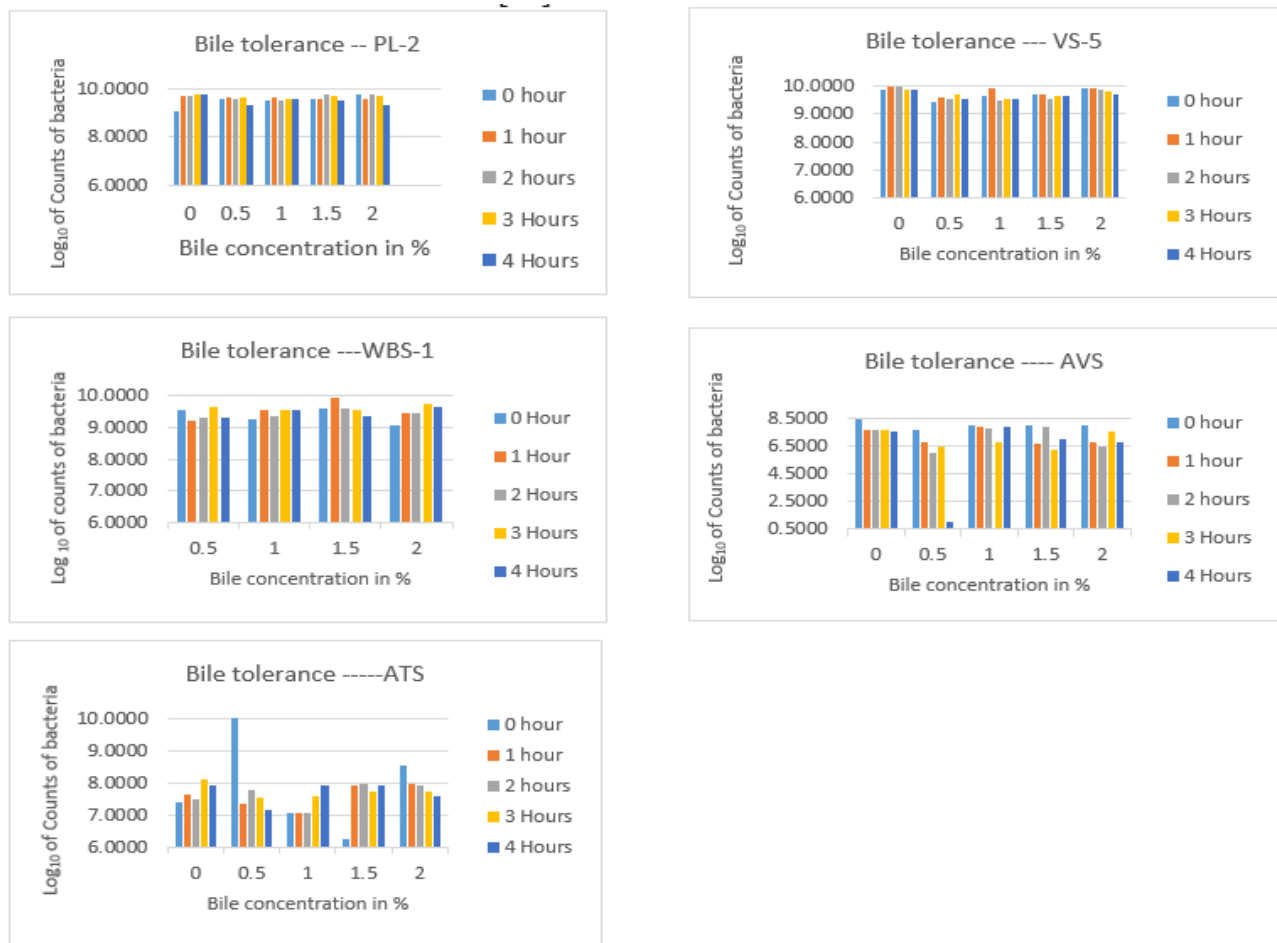 Bile tolerance -- PL-2
Log₁₀ of Counts of bacteria
10.0000
8.0000
6.0000
0 0.5 1 1.5 2
Bile concentration in %
0 hour
1 hour
2 hours
3 Hours
4 Hours
Bile tolerance --- VS-5
Log₁₀ of Counts of bacteria
10.0000
9.0000
8.0000
7.0000
6.0000
0 0.5 1 1.5 2
Bile concentration in %
0 hour
1 hour
2 hours
3 Hours
4 Hours
Bile tolerance ---WBS-1
Log ₁₀ of counts of bacteria
10.0000
9.0000
8.0000
7.0000
6.0000
0.5 1 1.5 2
Bile concentration in %
0 Hour
1 Hour
2 Hours
3 Hours
4 Hours
Bile tolerance ---- AVS
Log₁₀ of Counts of bacteria
8.5000
6.5000
4.5000
2.5000
0.5000
0 0.5 1 1.5 2
Bile concentration in %
0 hour
1 hour
2 hours
3 Hours
4 Hours
Bile tolerance -----ATS
Log₁₀ of Counts of bacteria
10.0000
9.0000
8.0000
7.0000
6.0000
0 0.5 1 1.5 2
Bile concentration in %
0 hour
1 hour
2 hours
3 Hours
4 Hours